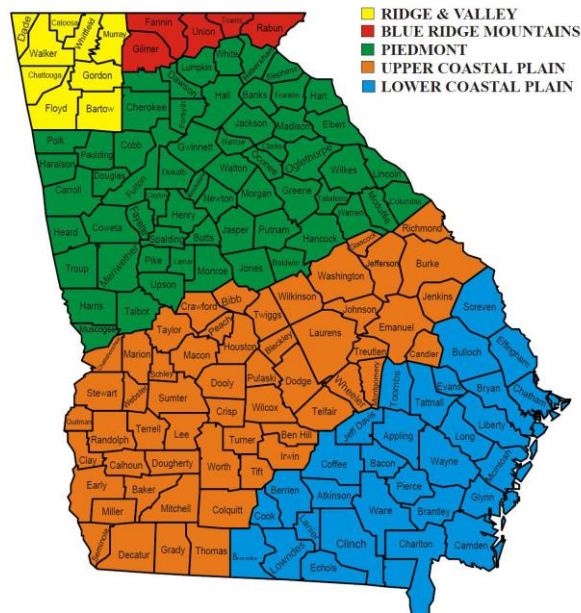 RIDGE & VALLEY
BLUE RIDGE MOUNTAINS
PIEDMONT
UPPER COASTAL PLAIN
LOWER COASTAL PLAIN
Dade
Catoosa
Whitfield
Murray
Fannin
Towns
Union
Rabun
Walker
Gilmer
Chattooga
Gordon
Lumpkin
White
Habersham
Stephens
Floyd
Bartow
Cherokee
Dawson
Forsyth
Hall
Banks
Franklin
Hart
Jackson
Madison
Elbert
Polk
Paulding
Cobb
Gwinnett
Barrow
Clarke
Haralson
Douglas
Fulton
Dekalb
Walton
Oconee
Oglethorpe
Wilkes
Lincoln
Carroll
Clayton
Rockdale
Newton
Morgan
Greene
Taliaferro
McDuffie
Columbia
Heard
Coweta
Fayette
Henry
Warren
Spalding
Butts
Jasper
Putnam
Hancock
Richmond
Troup
Meriwether
Pike
Lamar
Monroe
Jones
Baldwin
Glascock
Jefferson
Burke
Upson
Washington
Harris
Talbot
Crawford
Bibb
Wilkinson
Jenkins
Screven
Muscogee
Taylor
Peach
Twiggs
Johnson
Emanuel
Marion
Macon
Houston
Bleckley
Laurens
Treutlen
Candler
Bulloch
Effingham
Schley
Stewart
Webster
Sumter
Dooly
Pulaski
Dodge
Wheeler
Montgomery
Toombs
Evans
Bryan
Chatham
Tattnall
Quitman
Crisp
Wilcox
Telfair
Randolph
Terrell
Lee
Jeff Davis
Appling
Long
Liberty
Ben Hill
Turner
Clay
Calhoun
Dougherty
Worth
Tift
Irwin
Coffee
Bacon
Wayne
McIntosh
Early
Baker
Berrien
Atkinson
Pierce
Glynn
Miller
Mitchell
Colquitt
Cook
Ware
Brantley
Lanier
Seminole
Decatur
Grady
Thomas
Lowndes
Clinch
Charlton
Camden
Echols